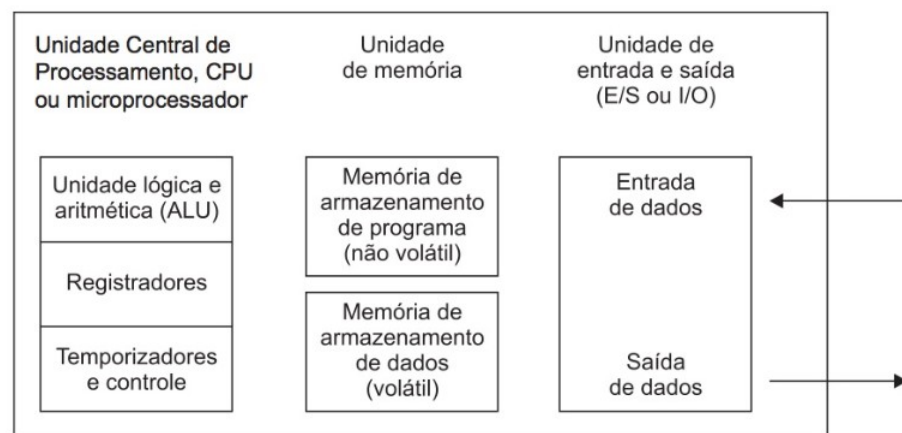 Unidade Central de
Processamento, CPU
ou microprocessador
Unidade
de memória
Unidade de
entrada e saída
(E/S ou I/O)
Unidade lógica e
aritmética (ALU)
Registradores
Temporizadores
e controle
Memória de
armazenamento
de programa
(não volátil)
Memória de
armazenamento
de dados
(volátil)
Entrada
de dados
Saída
de dados